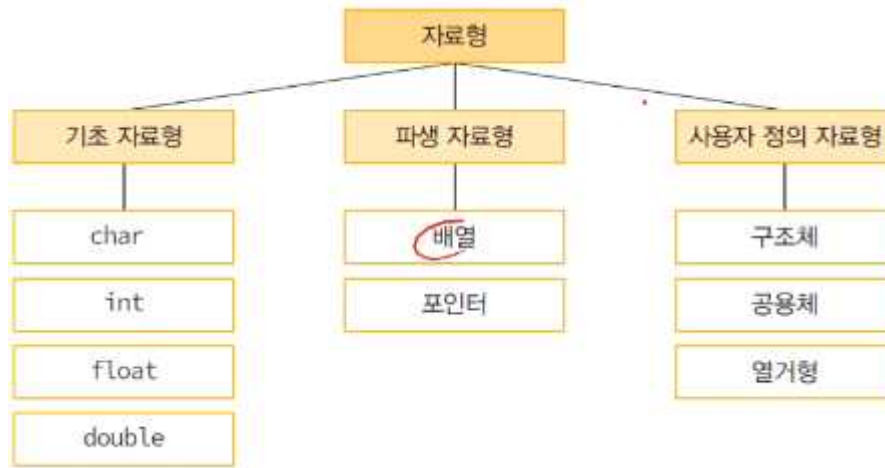 자료형
기초 자료형
파생 자료형
사용자 정의 자료형
char
배열
구조체
int
포인터
공용체
float
열거형
double